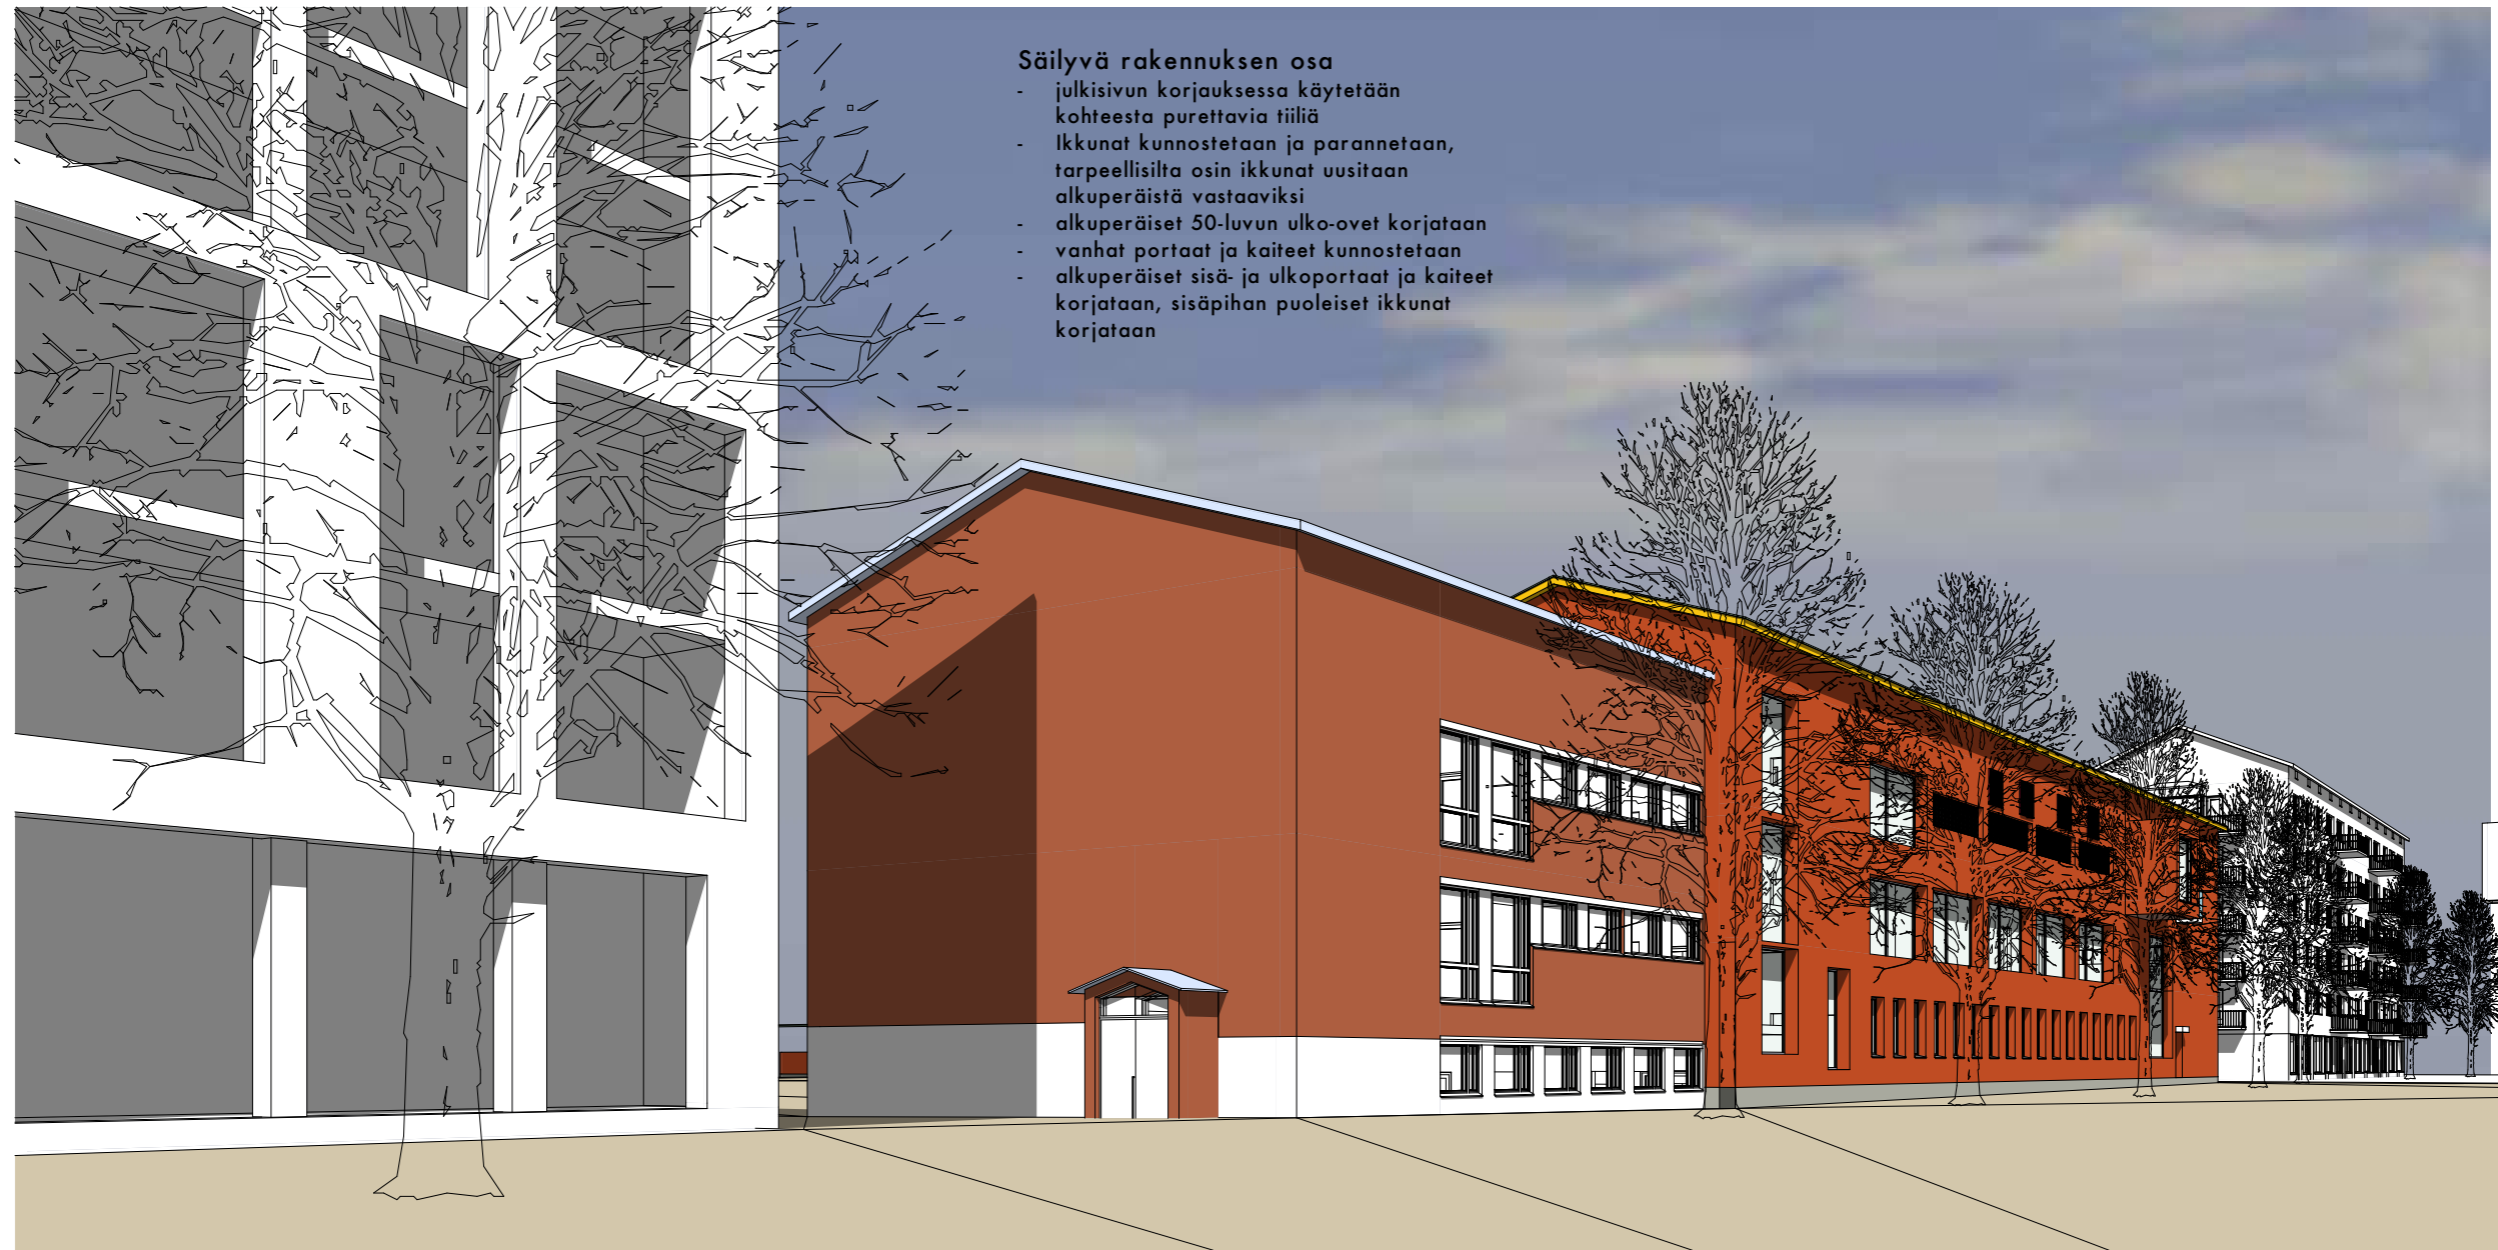 Säilyvä rakennuksen osa
- julkisivun korjauksessa käytetään
kohteesta purettavia tiiliä
- Ikkunat kunnostetaan ja parannetaan,
tarpeellisilta osin ikkunat uusitaan
alkuperäistä vastaaviksi
- alkuperäiset 50-luvun ulko-ovet korjataan
- vanhat portaat ja kaiteet kunnostetaan
- alkuperäiset sisä- ja ulkoportaat ja kaiteet
korjataan, sisäpihan puoleiset ikkunat
korjataan